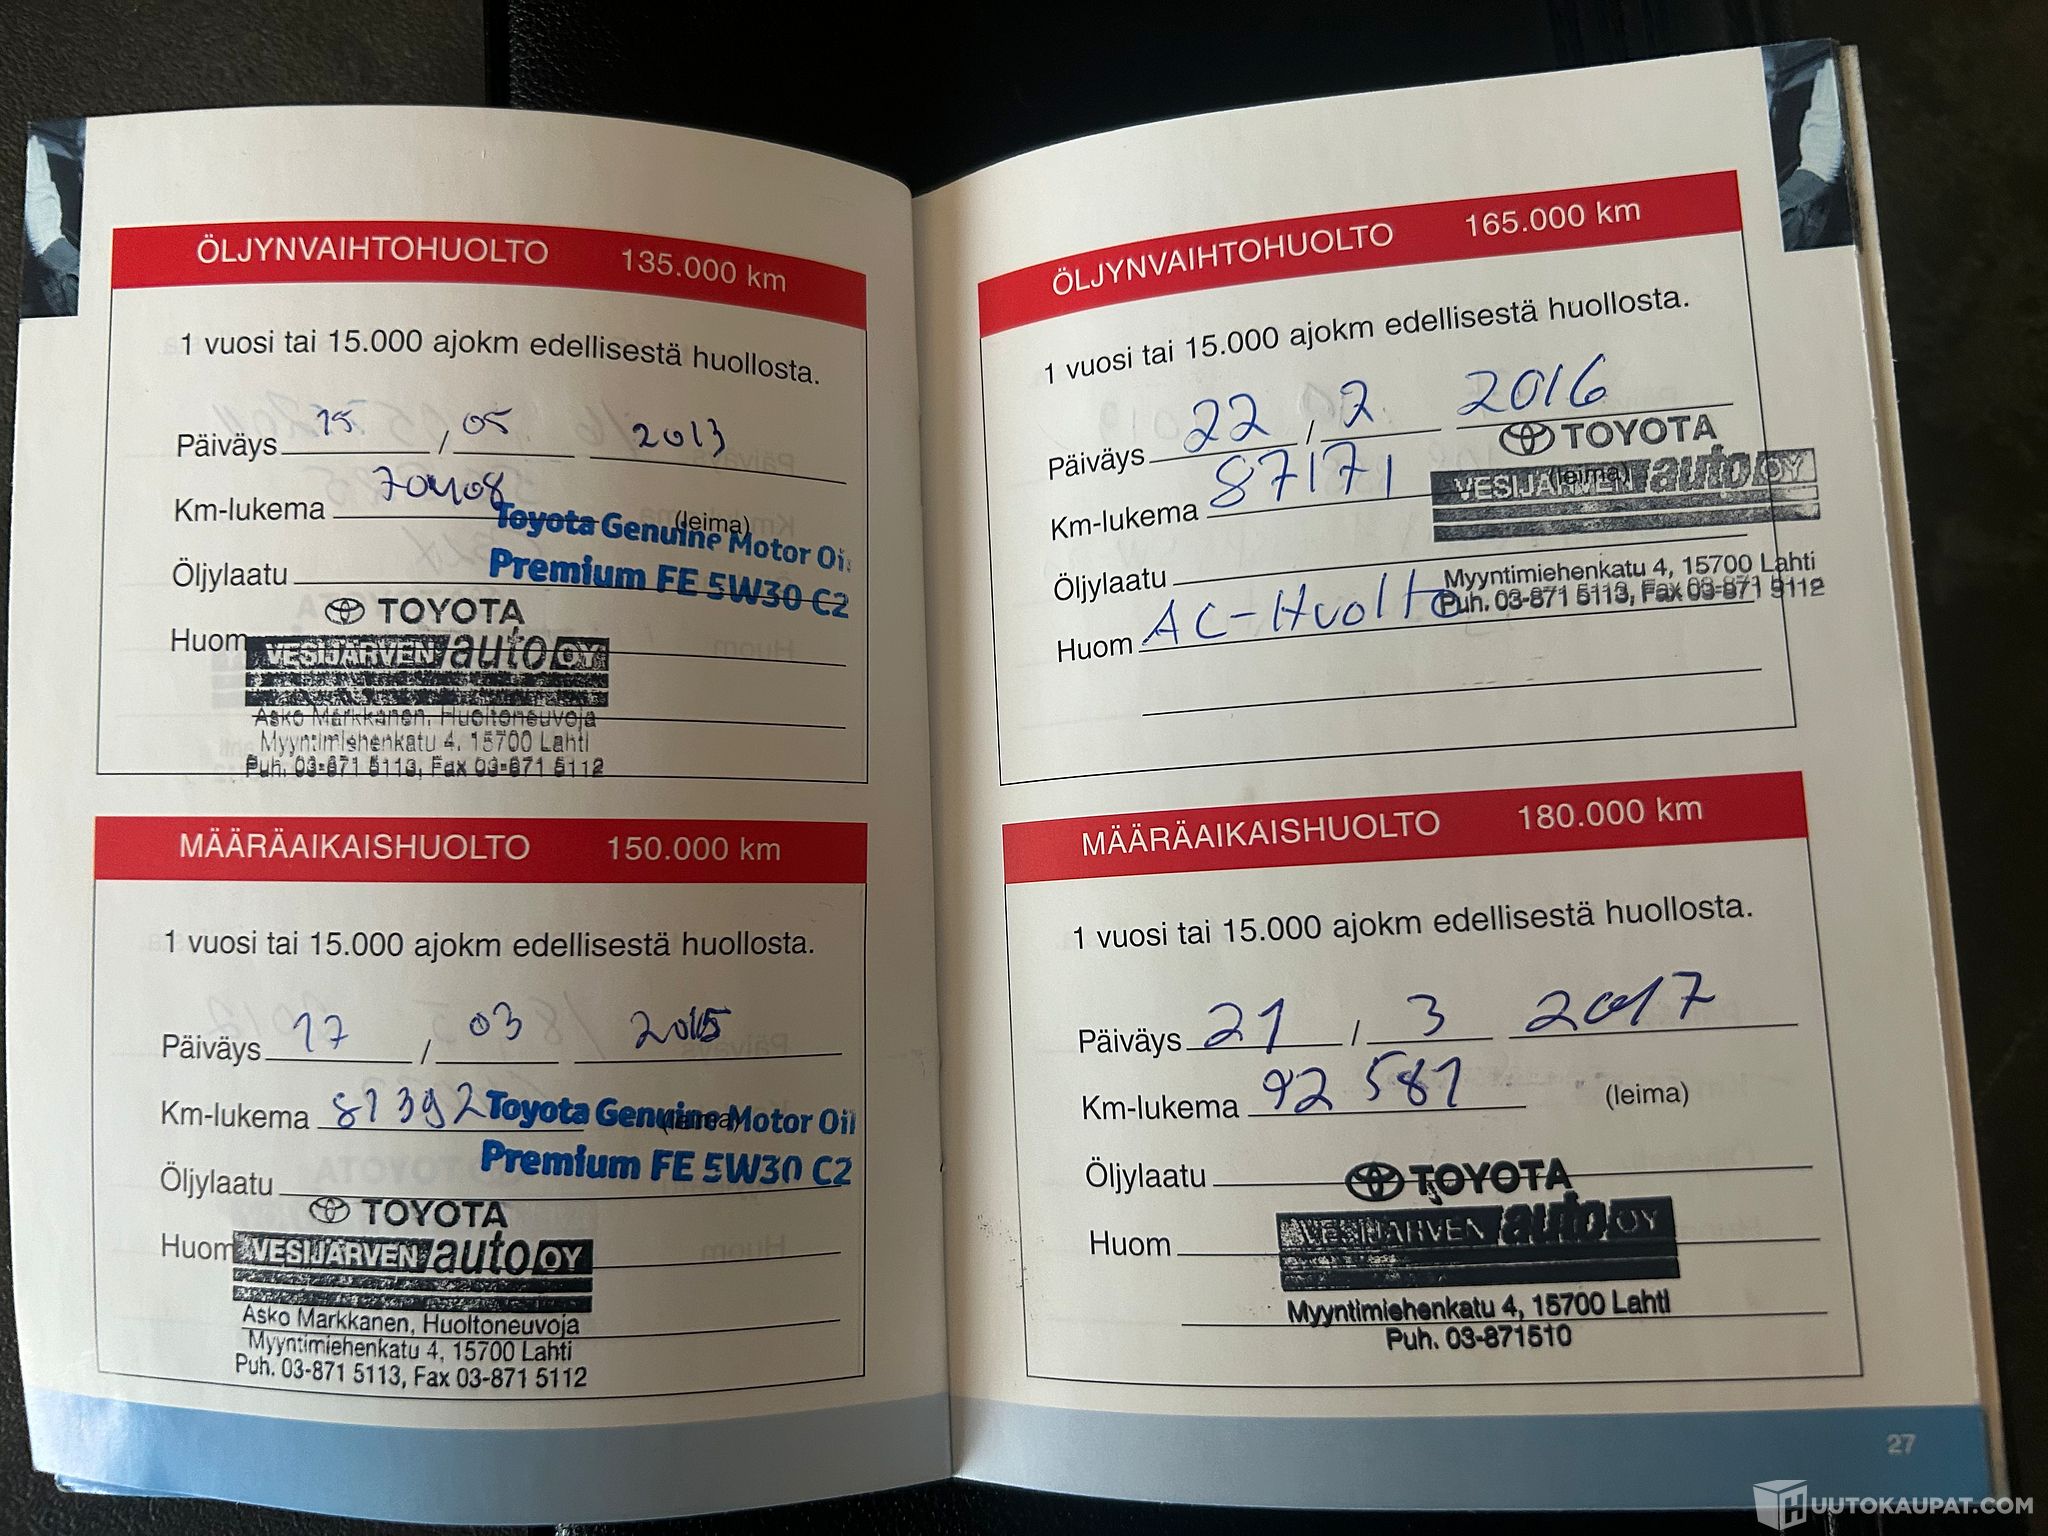 ÖLJYNVAIHTOHUOLTO 135.000 km
1 vuosi tai 15.000 ajokm edellisestä huollosta.
Päiväys 15 / 05 2013
Km-lukema 70408 (leima)
Toyota Genuine Motor Oil
Premium FE 5W30 C2
Öljylaatu
TOYOTA
Huom
VESIJÄRVEN auto OY
Asko Markkanen, Huoltoneuvoja
Myyntimiehenkatu 4, 15700 Lahti
Puh. 03-871 5113, Fax 03-871 5112
MÄÄRÄAIKAISHUOLTO 150.000 km
1 vuosi tai 15.000 ajokm edellisestä huollosta.
Päiväys 17 / 03 2015
Km-lukema 81392 (leima)
Toyota Genuine Motor Oil
Premium FE 5W30 C2
Öljylaatu
TOYOTA
Huom
VESIJÄRVEN auto OY
Asko Markkanen, Huoltoneuvoja
Myyntimiehenkatu 4, 15700 Lahti
Puh. 03-871 5113, Fax 03-871 5112
ÖLJYNVAIHTOHUOLTO 165.000 km
1 vuosi tai 15.000 ajokm edellisestä huollosta.
Päiväys 22 / 2 2016
TOYOTA
Km-lukema 87171 (leima)
VESIJÄRVEN auto OY
Öljylaatu
Myyntimiehenkatu 4, 15700 Lahti
Puh. 03-871 5113, Fax 03-871 5112
Huom AC-Huolto
MÄÄRÄAIKAISHUOLTO 180.000 km
1 vuosi tai 15.000 ajokm edellisestä huollosta.
Päiväys 21 / 3 2017
Km-lukema 92 581 (leima)
Öljylaatu
TOYOTA
VESIJÄRVEN auto OY
Huom
Myyntimiehenkatu 4, 15700 Lahti
Puh. 03-871510
27
HUUTOKAUPAT.COM